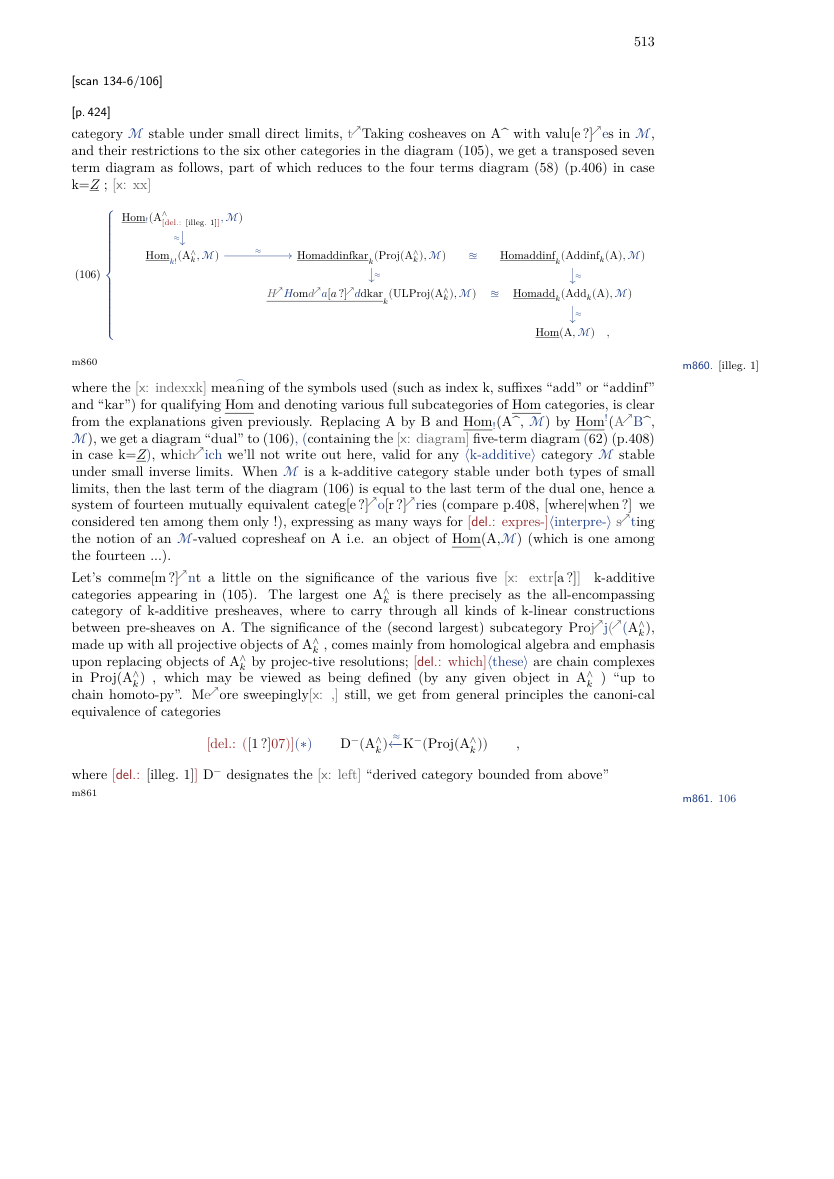 513
[scan 134-6/106]
[p. 424]
category ℳ stable under small direct limits, t↗Taking cosheaves on A^ with valu[e ?]↗es in ℳ,
and their restrictions to the six other categories in the diagram (105), we get a transposed seven
term diagram as follows, part of which reduces to the four terms diagram (58) (p.406) in case
k=Z ; [x: xx]
Hom!(A^[del.: [illeg. 1]], ℳ)
≈↓
(106) Homk!(A^k, ℳ) ≈→ Homaddinfkark(Proj(A^k), ℳ) ≊ Homaddinfk(Addinfk(A), ℳ)
↓≈ ↓≈
H↗Homd↗a[a ?]↗ddkark(ULProj(A^k), ℳ) ≊ Homaddk(Addk(A), ℳ)
↓≈
Hom(A, ℳ) ,
m860
m860. [illeg. 1]
where the [x: indexxk] meaning of the symbols used (such as index k, suffixes “add” or “addinf”
and “kar”) for qualifying Hom and denoting various full subcategories of Hom categories, is clear
from the explanations given previously. Replacing A by B and Hom!(A^, ℳ) by Hom!(A↗B^,
ℳ), we get a diagram “dual” to (106), (containing the [x: diagram] five-term diagram (62) (p.408)
in case k=Z), which↗ich we’ll not write out here, valid for any ⟨k-additive⟩ category ℳ stable
under small inverse limits. When ℳ is a k-additive category stable under both types of small
limits, then the last term of the diagram (106) is equal to the last term of the dual one, hence a
system of fourteen mutually equivalent categ[e ?]↗o[r ?]↗ries (compare p.408, [where|when ?] we
considered ten among them only !), expressing as many ways for [del.: expres-]⟨interpre-⟩ s↗ting
the notion of an ℳ-valued copresheaf on A i.e. an object of Hom(A,ℳ) (which is one among
the fourteen ...).
Let’s comme[m ?]↗nt a little on the significance of the various five [x: extr[a ?]] k-additive
categories appearing in (105). The largest one A^k is there precisely as the all-encompassing
category of k-additive presheaves, where to carry through all kinds of k-linear constructions
between pre-sheaves on A. The significance of the (second largest) subcategory Proj↗j(↗(A^k),
made up with all projective objects of A^k , comes mainly from homological algebra and emphasis
upon replacing objects of A^k by projec-tive resolutions; [del.: which]⟨these⟩ are chain complexes
in Proj(A^k) , which may be viewed as being defined (by any given object in A^k ) “up to
chain homoto-py”. Me↗ore sweepingly[x: ,] still, we get from general principles the canoni-cal
equivalence of categories
[del.: ([1 ?]07)](∗) D−(A^k)≈←K−(Proj(A^k)) ,
where [del.: [illeg. 1]] D− designates the [x: left] “derived category bounded from above”
m861
m861. 106